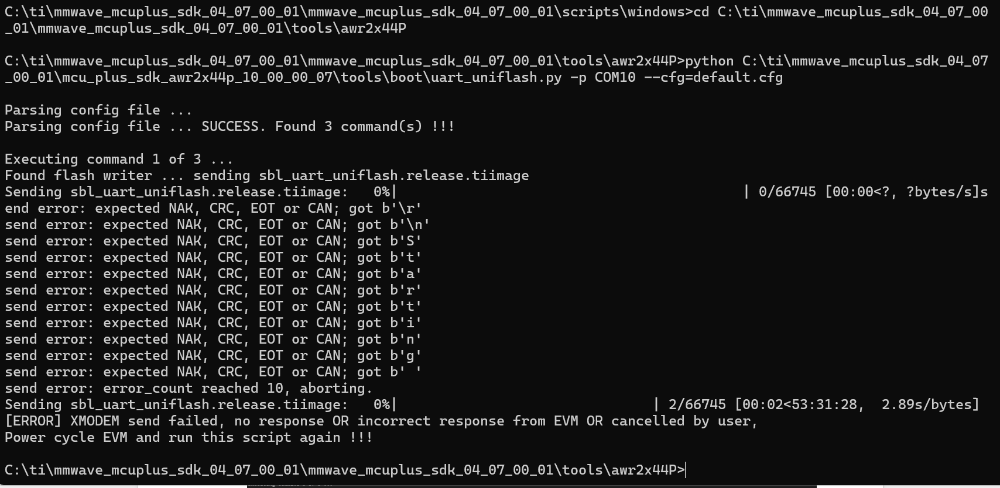 C:\ti\mmwave_mcuplus_sdk_04_07_00_01\mmwave_mcuplus_sdk_04_07_00_01\scripts\windows>cd C:\ti\mmwave_mcuplus_sdk_04_07_00
_01\mmwave_mcuplus_sdk_04_07_00_01\tools\awr2x44P
C:\ti\mmwave_mcuplus_sdk_04_07_00_01\mmwave_mcuplus_sdk_04_07_00_01\tools\awr2x44P>python C:\ti\mmwave_mcuplus_sdk_04_07
_00_01\mcu_plus_sdk_awr2x44p_10_00_00_07\tools\boot\uart_uniflash.py -p COM10 --cfg=default.cfg
Parsing config file ...
Parsing config file ... SUCCESS. Found 3 command(s) !!!
Executing command 1 of 3 ...
Found flash writer ... sending sbl_uart_uniflash.release.tiimage
Sending sbl_uart_uniflash.release.tiimage:   0%|                                          | 0/66745 [00:00<?, ?bytes/s]s
end error: expected NAK, CRC, EOT or CAN; got b'\r'
send error: expected NAK, CRC, EOT or CAN; got b'\n'
send error: expected NAK, CRC, EOT or CAN; got b'S'
send error: expected NAK, CRC, EOT or CAN; got b't'
send error: expected NAK, CRC, EOT or CAN; got b'a'
send error: expected NAK, CRC, EOT or CAN; got b'r'
send error: expected NAK, CRC, EOT or CAN; got b't'
send error: expected NAK, CRC, EOT or CAN; got b'i'
send error: expected NAK, CRC, EOT or CAN; got b'n'
send error: expected NAK, CRC, EOT or CAN; got b'g'
send error: expected NAK, CRC, EOT or CAN; got b' '
send error: error_count reached 10, aborting.
Sending sbl_uart_uniflash.release.tiimage:   0%|                               | 2/66745 [00:02<53:31:28,  2.89s/bytes]
[ERROR] XMODEM send failed, no response OR incorrect response from EVM OR cancelled by user,
Power cycle EVM and run this script again !!!
C:\ti\mmwave_mcuplus_sdk_04_07_00_01\mmwave_mcuplus_sdk_04_07_00_01\tools\awr2x44P>